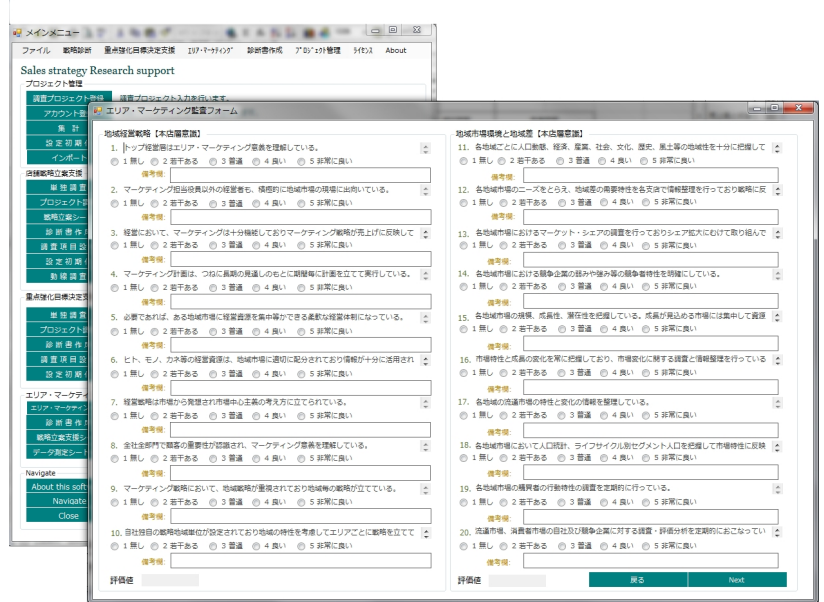 メインメニュー
ファイル 戦略診断 重点強化目標決定支援 ｴﾘｱ･ﾏｰｹﾃｨﾝｸﾞ 診断書作成 ﾌﾟﾛｼﾞｪｸﾄ管理 ﾗｲｾﾝｽ About
Sales strategy Research support
プロジェクト管理
調査プロジェクト登録 調査プロジェクト入力を行います。
アカウント登
集 計
設 定 初 期 化
インポート
店舗戦略立案支援
単 独 調 査
プロジェクト調
戦略立案シー
診 断 書 作 成
調 査 項 目 設
設 定 初 期 化
動 線 調 査
重点強化目標決定支
単 独 調 査
プロジェクト調
診 断 書 作 成
調 査 項 目 設
設 定 初 期 化
エリア・マーケティ
エリア・マーケティン
診 断 書 作 成
戦略立案支援シ
データ測定シート
Navigate
About this soft
Navigate
Close
エリア・マーケティング監査フォーム
地域経営戦略【本店層意識】
1. トップ経営層はエリア・マーケティング意義を理解している。
1 無し 2 若干ある 3 普通 4 良い 5 非常に良い
備考欄:
2. マーケティング担当役員以外の経営者も、積極的に地域市場の現場に出向いている。
1 無し 2 若干ある 3 普通 4 良い 5 非常に良い
備考欄:
3. 経営において、マーケティングは十分機能しておりマーケティング戦略が売上げに反映して
1 無し 2 若干ある 3 普通 4 良い 5 非常に良い
備考欄:
4. マーケティング計画は、つねに長期の見通しのもとに期間毎に計画を立てて実行している。
1 無し 2 若干ある 3 普通 4 良い 5 非常に良い
備考欄:
5. 必要であれば、ある地域市場に経営資源を集中等ができる柔軟な経営体制になっている。
1 無し 2 若干ある 3 普通 4 良い 5 非常に良い
備考欄:
6. ヒト、モノ、カネ等の経営資源は、地域市場に適切に配分されており情報が十分に活用され
1 無し 2 若干ある 3 普通 4 良い 5 非常に良い
備考欄:
7. 経営戦略は市場から発想され市場中心主義の考え方に立てられている。
1 無し 2 若干ある 3 普通 4 良い 5 非常に良い
備考欄:
8. 全社全部門で顧客の重要性が認識され、マーケティング意義を理解している。
1 無し 2 若干ある 3 普通 4 良い 5 非常に良い
備考欄:
9. マーケティング戦略において、地域戦略が重視されており地域毎の戦略が立てている。
1 無し 2 若干ある 3 普通 4 良い 5 非常に良い
備考欄:
10. 自社独自の戦略地域単位が設定されており地域の特性を考慮してエリアごとに戦略を立てて
1 無し 2 若干ある 3 普通 4 良い 5 非常に良い
備考欄:
評価値
地域市場環境と地域差【本店層意識】
11. 各地域ごとに人口動態、経済、産業、社会、文化、歴史、風土等の地域性を十分に把握して
1 無し 2 若干ある 3 普通 4 良い 5 非常に良い
備考欄:
12. 各地域市場のニーズをとらえ、地域差の需要特性を各支店で情報整理を行っており戦略に反
1 無し 2 若干ある 3 普通 4 良い 5 非常に良い
備考欄:
13. 各地域市場におけるマーケット・シェアの調査を行っておりシェア拡大にむけて取り組んで
1 無し 2 若干ある 3 普通 4 良い 5 非常に良い
備考欄:
14. 各地域市場における競争企業の弱みや強み等の競争者特性を明確にしている。
1 無し 2 若干ある 3 普通 4 良い 5 非常に良い
備考欄:
15. 各地域市場の規模、成長性、潜在性を把握している。成長が見込める市場には集中して資源
1 無し 2 若干ある 3 普通 4 良い 5 非常に良い
備考欄:
16. 市場特性と成長の変化を常に把握しており、市場変化に関する調査と情報整理を行っている
1 無し 2 若干ある 3 普通 4 良い 5 非常に良い
備考欄:
17. 各地域の流通市場の特性と変化の情報を整理している。
1 無し 2 若干ある 3 普通 4 良い 5 非常に良い
備考欄:
18. 各地域市場において人口統計、ライフサイクル別セグメント人口を把握して市場特性に反映
1 無し 2 若干ある 3 普通 4 良い 5 非常に良い
備考欄:
19. 各地域市場の購買者の行動特性の調査を定期的に行っている。
1 無し 2 若干ある 3 普通 4 良い 5 非常に良い
備考欄:
20. 流通市場、消費者市場の自社及び競争企業に対する調査・評価分析を定期的におこなってい
1 無し 2 若干ある 3 普通 4 良い 5 非常に良い
備考欄:
評価値 戻る Next